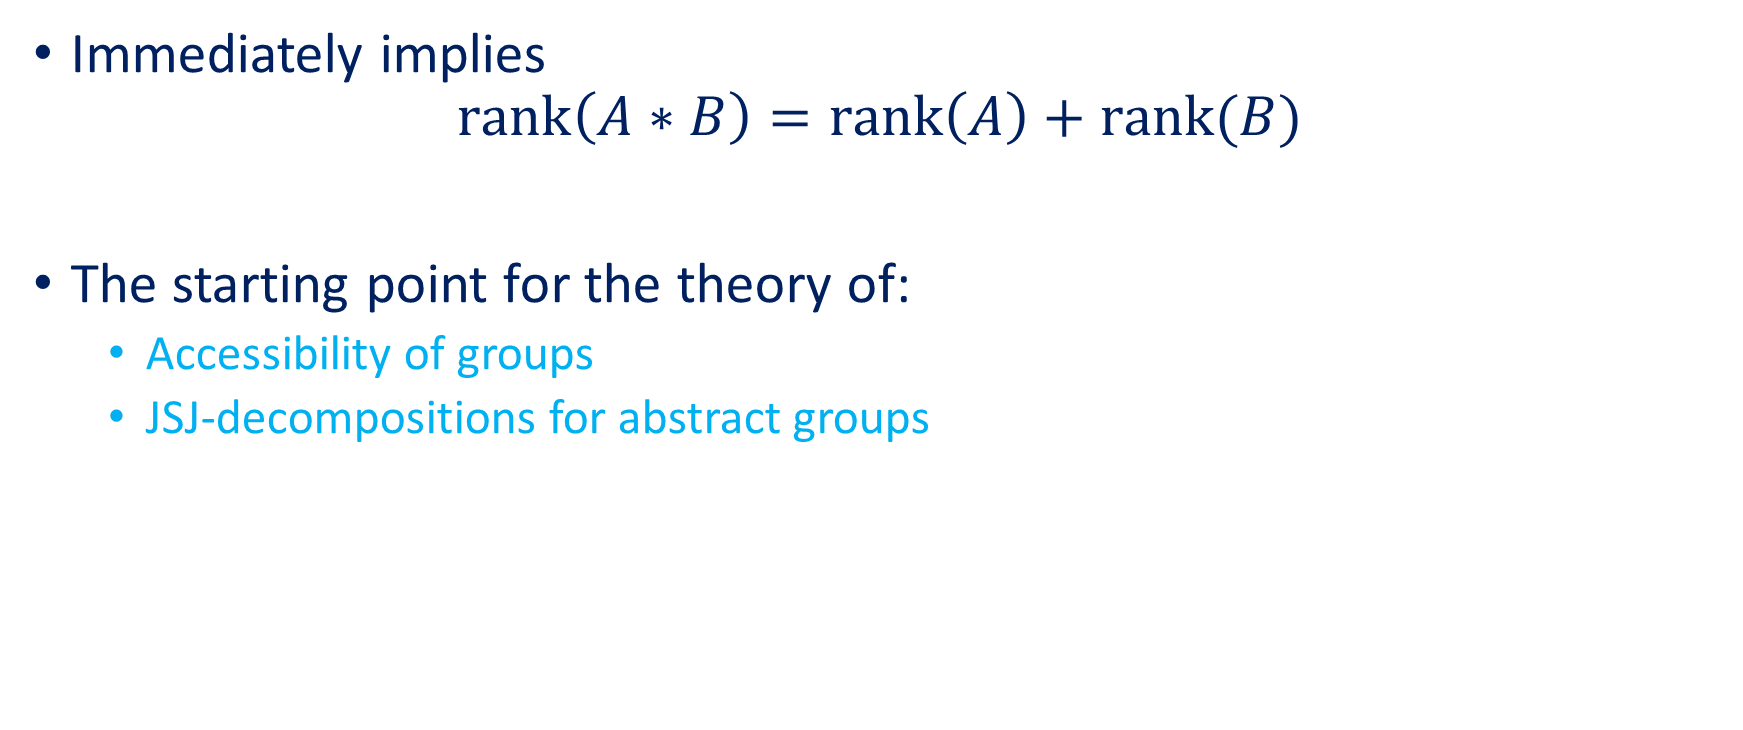 • Immediately implies
rank(A ∗ B) = rank(A) + rank(B)
• The starting point for the theory of:
• Accessibility of groups
• JSJ-decompositions for abstract groups